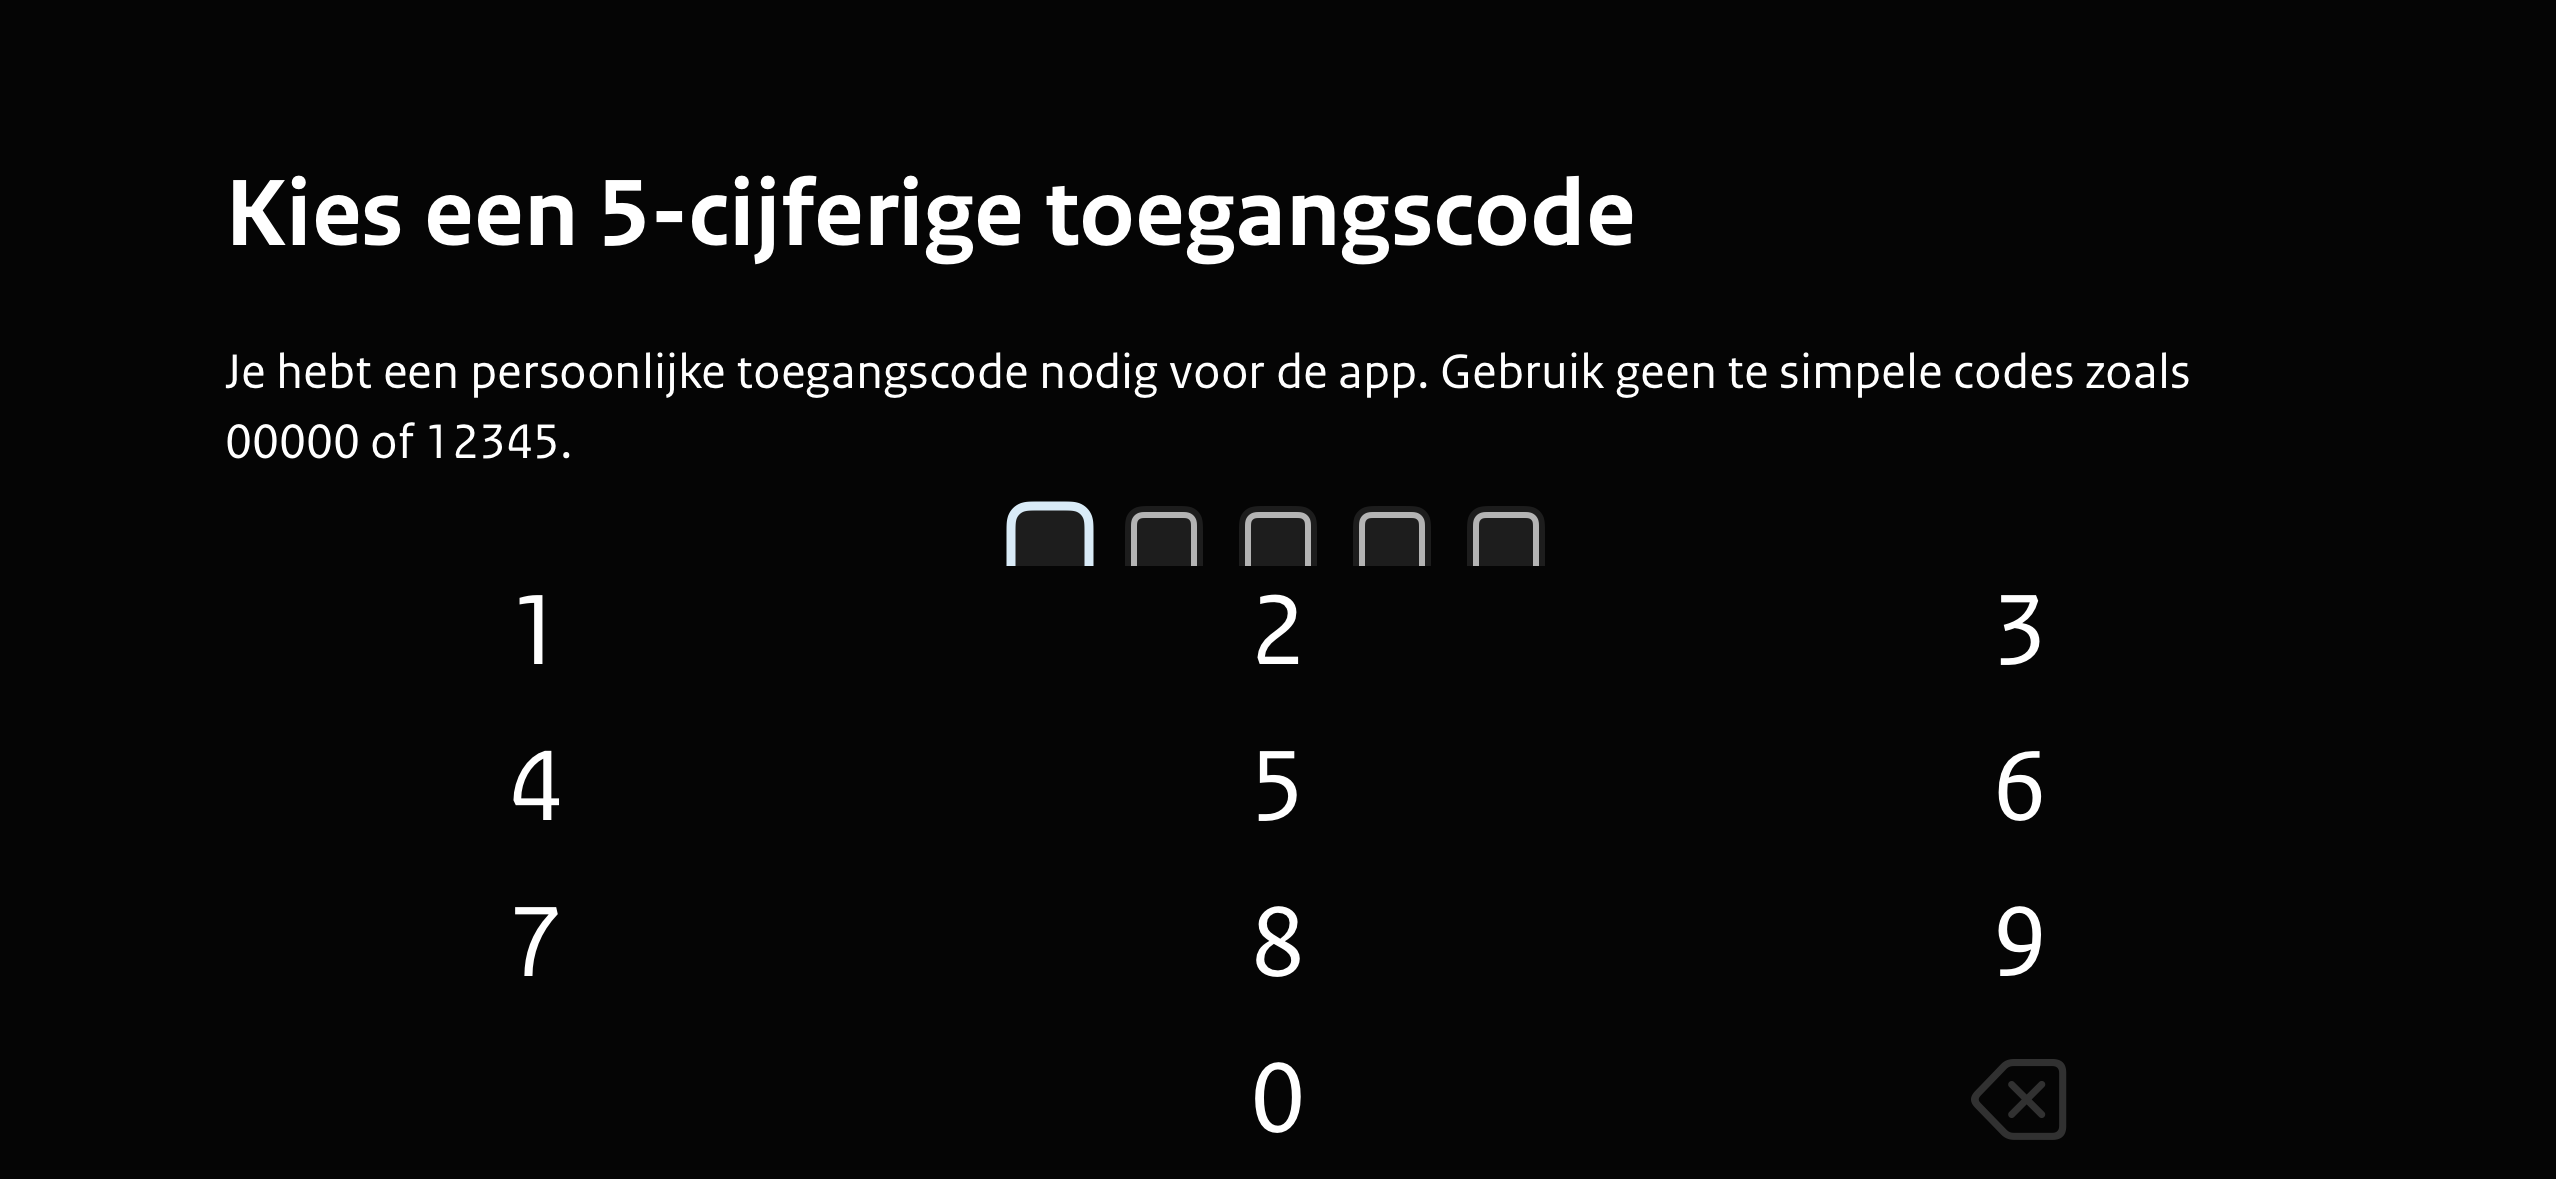 Kies een 5-cijferige toegangscode
Je hebt een persoonlijke toegangscode nodig voor de app. Gebruik geen te simpele codes zoals
00000 of 12345.
1 2 3
4 5 6
7 8 9
0